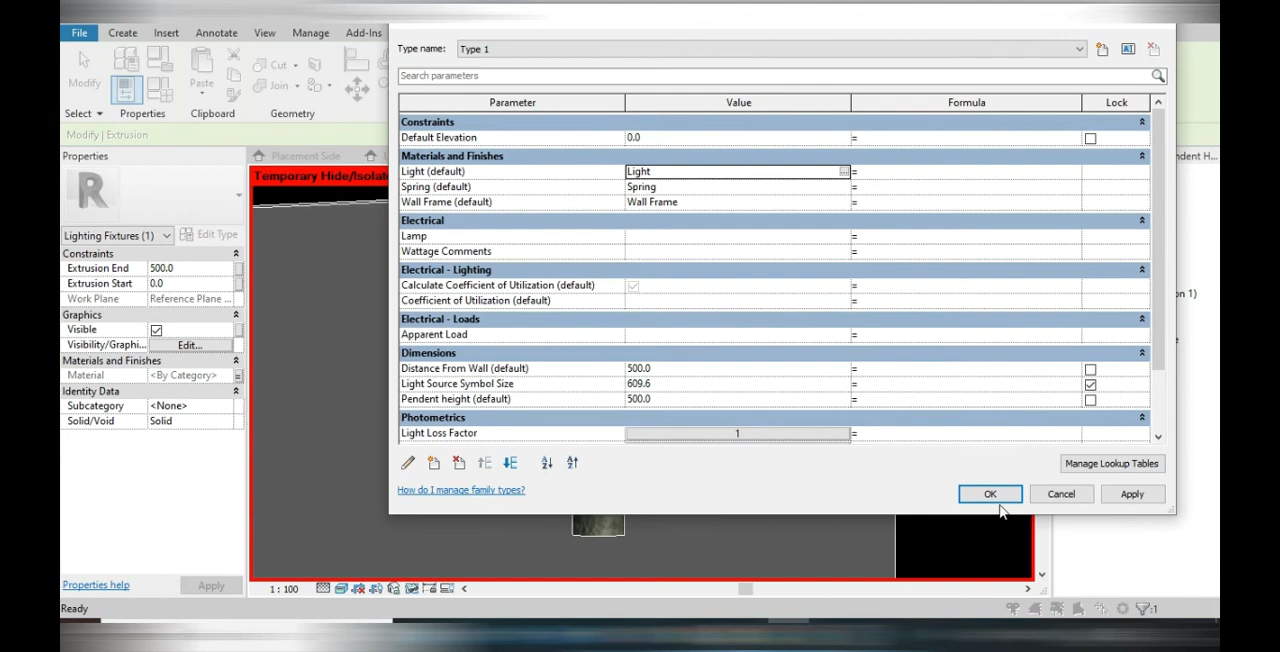 File Create Insert Annotate View Manage Add-Ins
Modify
Paste
Cut
Join
Select Properties Clipboard Geometry
Modify | Extrusion
Properties
Placement Side
Lighting Fixtures (1) Edit Type
Constraints
Extrusion End 500.0
Extrusion Start 0.0
Work Plane Reference Plane ...
Graphics
Visible
Visibility/Graphi... Edit...
Materials and Finishes
Material <By Category>
Identity Data
Subcategory <None>
Solid/Void Solid
Properties help Apply
Ready
Temporary Hide/Isolat
1 : 100
Type name: Type 1
Search parameters
Parameter Value Formula Lock
Constraints
Default Elevation 0.0 =
Materials and Finishes
Light (default) Light =
Spring (default) Spring =
Wall Frame (default) Wall Frame =
Electrical
Lamp =
Wattage Comments =
Electrical - Lighting
Calculate Coefficient of Utilization (default) =
Coefficient of Utilization (default) =
Electrical - Loads
Apparent Load =
Dimensions
Distance From Wall (default) 500.0 =
Light Source Symbol Size 609.6 =
Pendent height (default) 500.0 =
Photometrics
Light Loss Factor 1 =
Manage Lookup Tables
How do I manage family types?
OK Cancel Apply
ndent H...
on 1)
:1